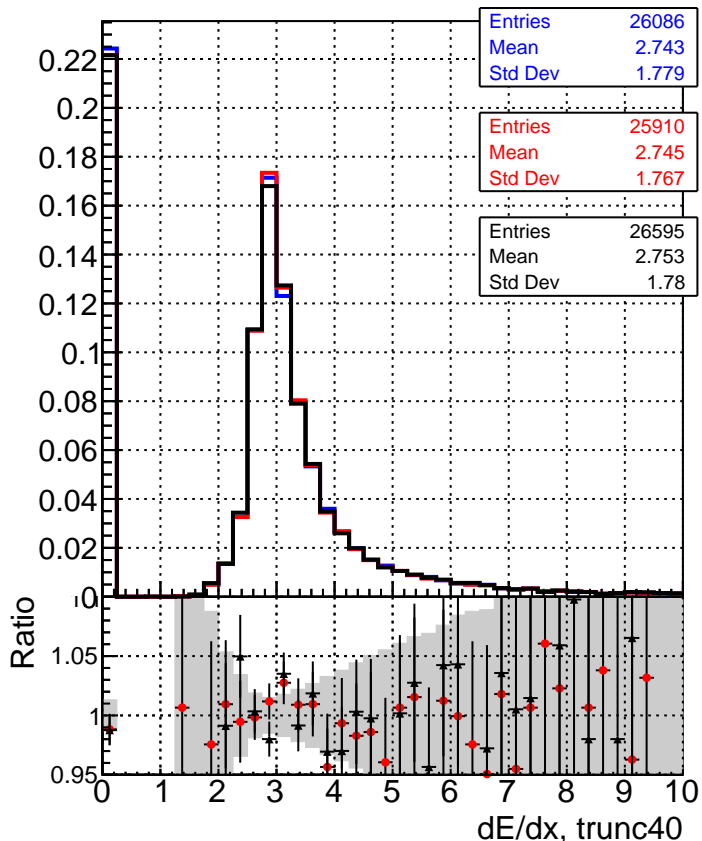 0.22
0.2
0.18
0.16
0.14
0.12
0.1
0.08
0.06
0.04
0.02
0
Entries 26086
Mean 2.743
Std Dev 1.779
Entries 25910
Mean 2.745
Std Dev 1.767
Entries 26595
Mean 2.753
Std Dev 1.78
Ratio
1.05
1
0.95
0 1 2 3 4 5 6 7 8 9 10
dE/dx, trunc40